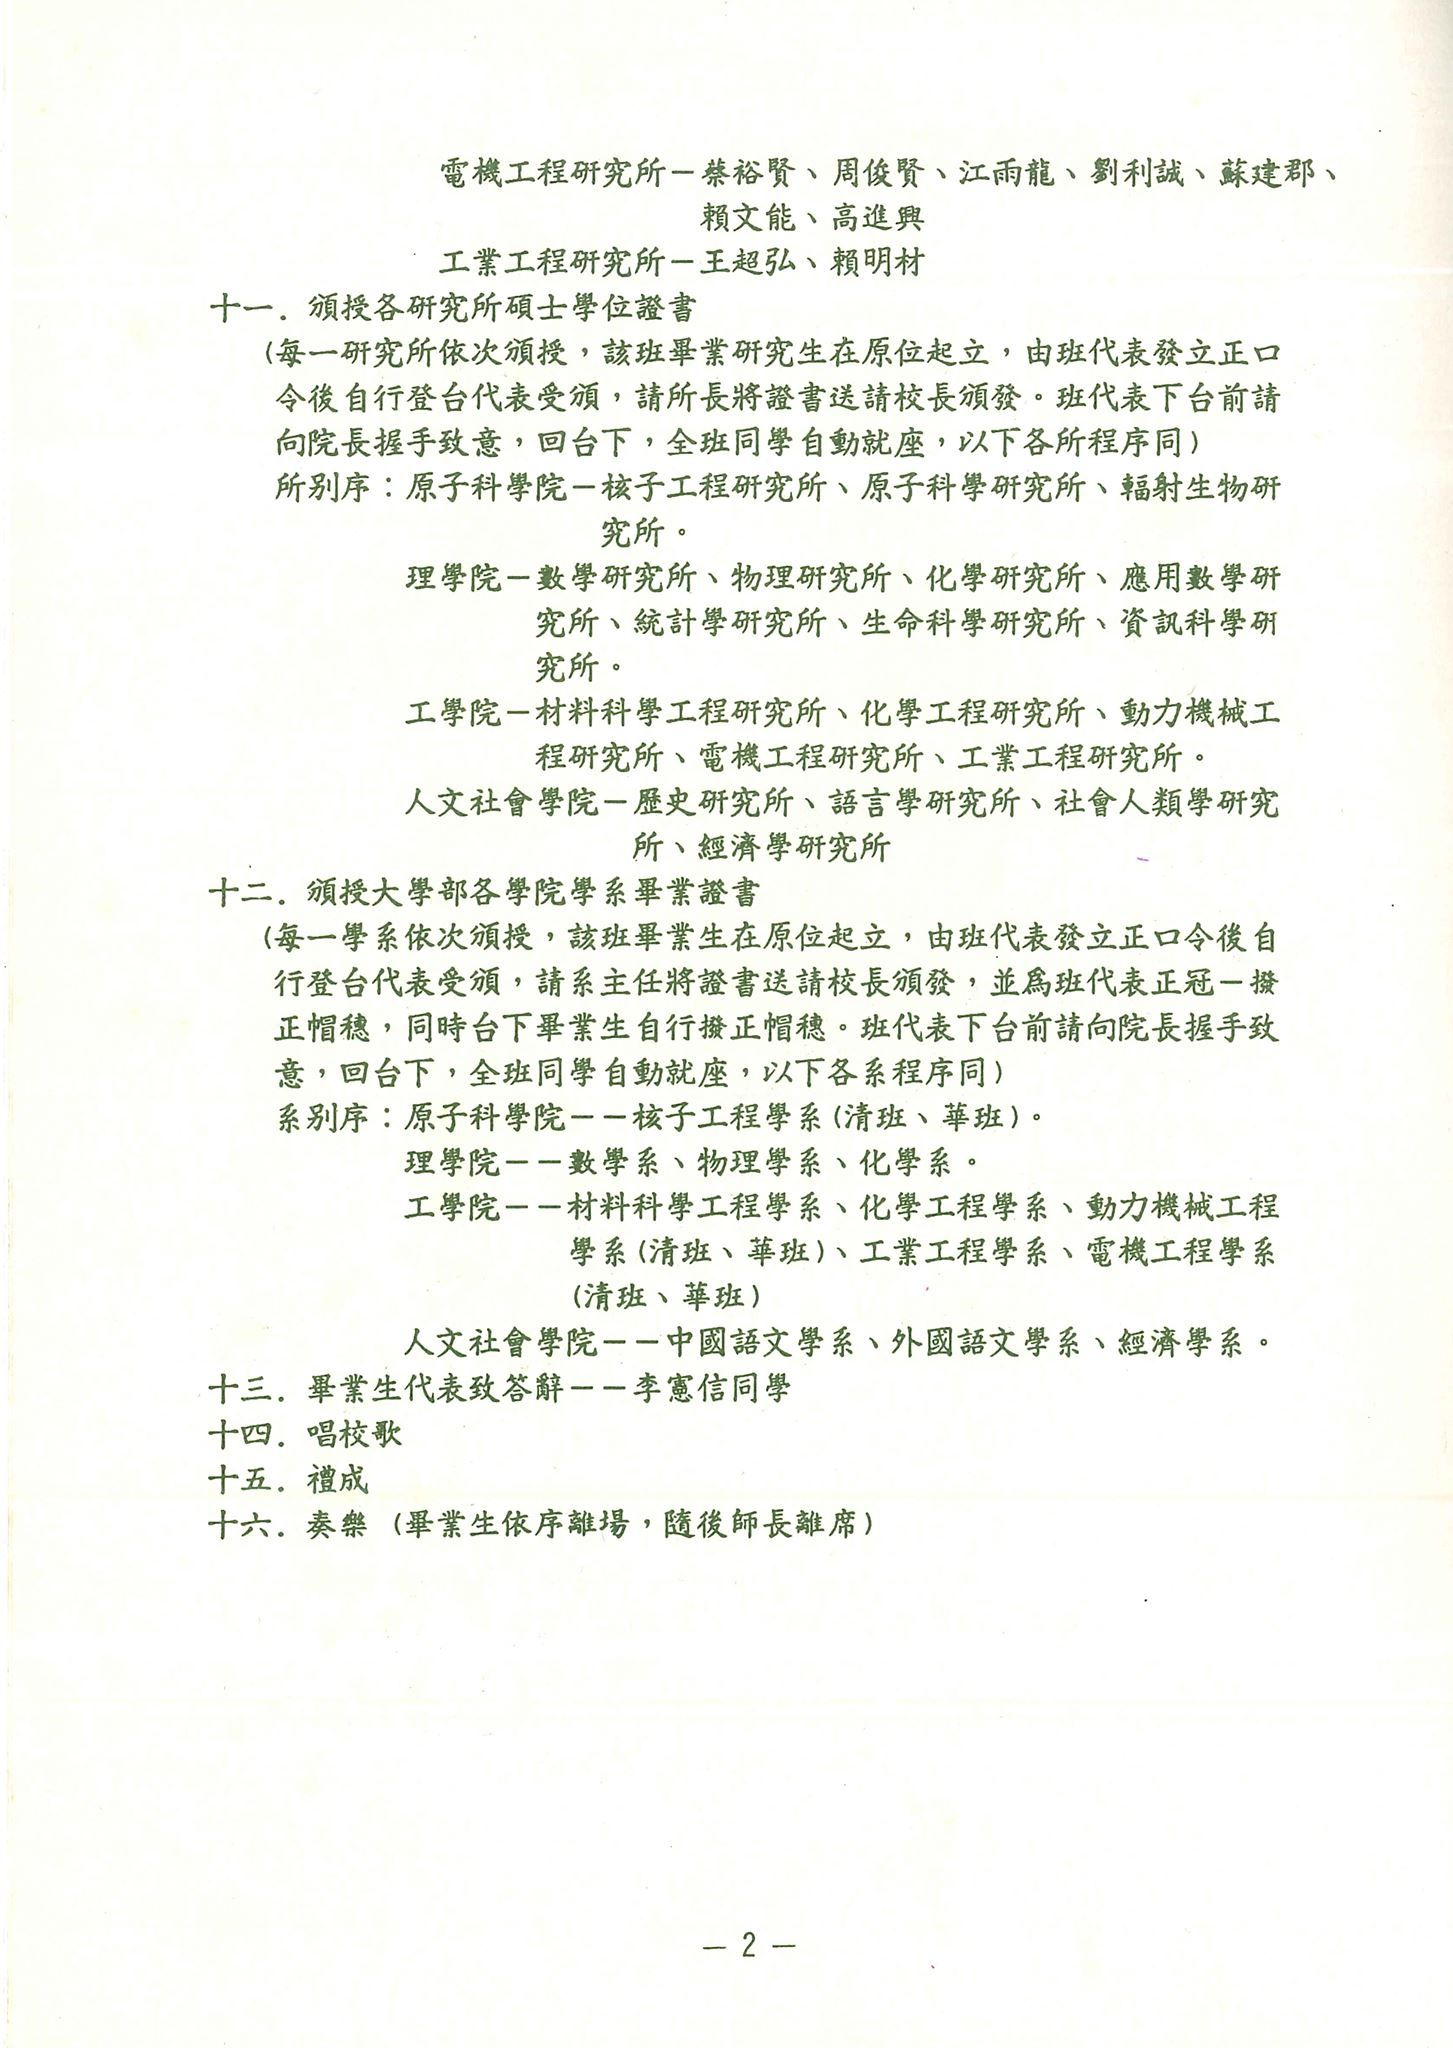 電機工程研究所－蔡裕賢、周俊賢、江雨龍、劉利誠、蘇建郡、
賴文能、高進興
工業工程研究所－王超弘、賴明材
十一．頒授各研究所碩士學位證書
(每一研究所依次頒授，該班畢業研究生在原位起立，由班代表發立正口
令後自行登台代表受頒，請所長將證書送請校長頒發。班代表下台前請
向院長握手致意，回台下，全班同學自動就座，以下各所程序同)
所別序：原子科學院－核子工程研究所、原子科學研究所、輻射生物研
究所。
理學院－數學研究所、物理研究所、化學研究所、應用數學研
究所、統計學研究所、生命科學研究所、資訊科學研
究所。
工學院－材料科學工程研究所、化學工程研究所、動力機械工
程研究所、電機工程研究所、工業工程研究所。
人文社會學院－歷史研究所、語言學研究所、社會人類學研究
所、經濟學研究所
十二．頒授大學部各學院學系畢業證書
(每一學系依次頒授，該班畢業生在原位起立，由班代表發立正口令後自
行登台代表受頒，請系主任將證書送請校長頒發，並為班代表正冠－撥
正帽穗，同時台下畢業生自行撥正帽穗。班代表下台前請向院長握手致
意，回台下，全班同學自動就座，以下各系程序同)
系別序：原子科學院－－核子工程學系(清班、華班)。
理學院－－數學系、物理學系、化學系。
工學院－－材料科學工程學系、化學工程學系、動力機械工程
學系(清班、華班)、工業工程學系、電機工程學系
(清班、華班)
人文社會學院－－中國語文學系、外國語文學系、經濟學系。
十三．畢業生代表致答辭－－李憲信同學
十四．唱校歌
十五．禮成
十六．奏樂 (畢業生依序離場，隨後師長離席)
— 2 —